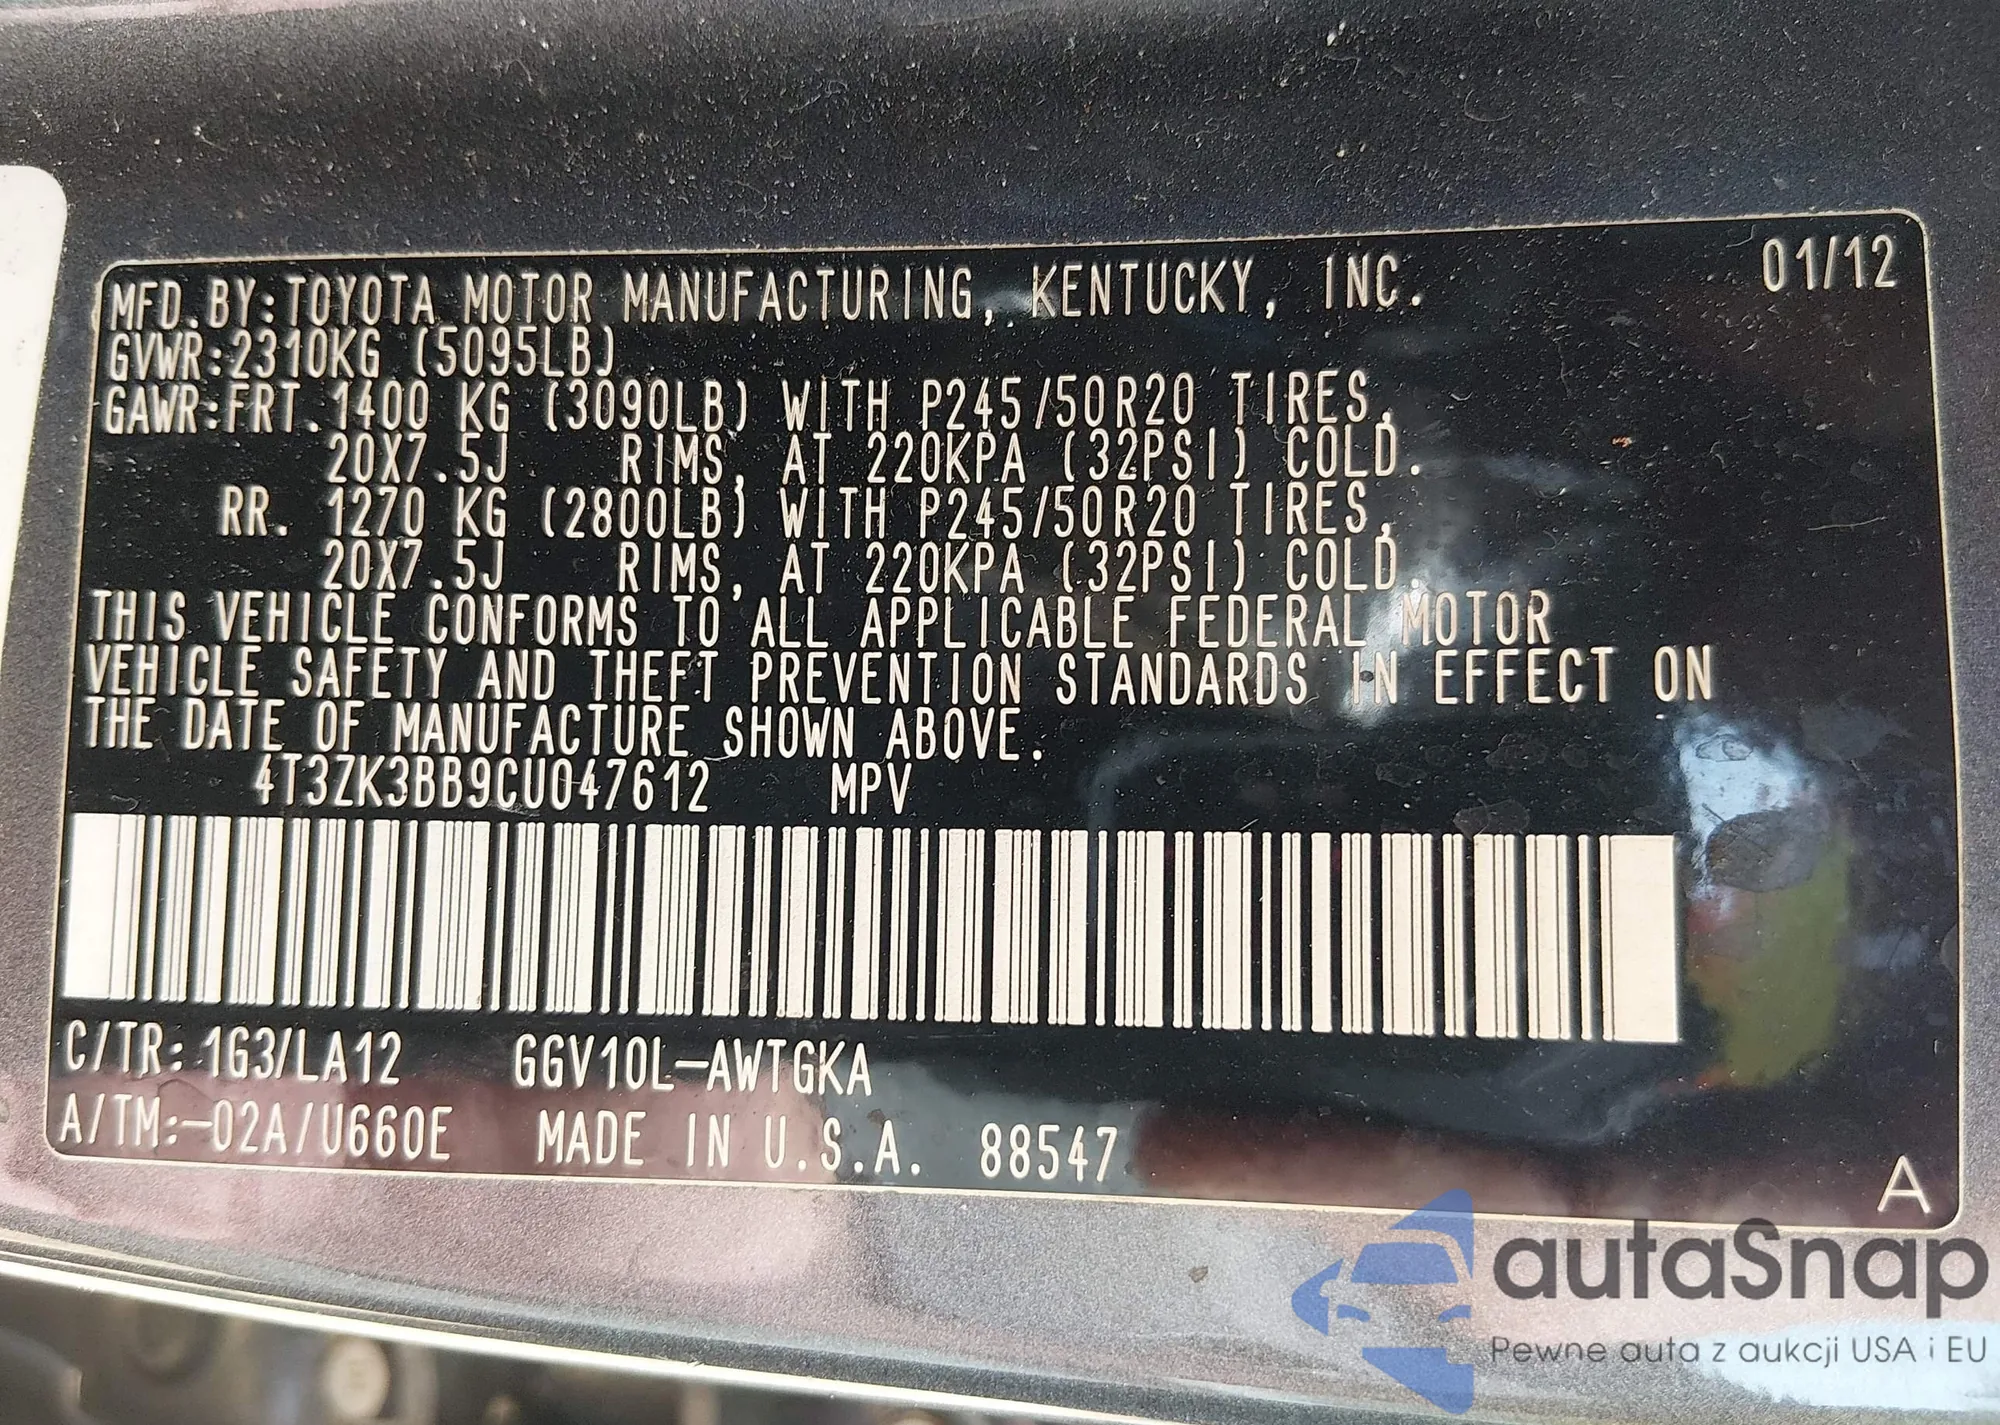 01/12
MFD.BY:TOYOTA MOTOR MANUFACTURING, KENTUCKY, INC.
GVWR:2310KG (5095LB)
GAWR:FRT.1400 KG (3090LB) WITH P245/50R20 TIRES,
20X7.5J RIMS, AT 220KPA (32PSI) COLD.
RR. 1270 KG (2800LB) WITH P245/50R20 TIRES,
20X7.5J RIMS, AT 220KPA (32PSI) COLD.
THIS VEHICLE CONFORMS TO ALL APPLICABLE FEDERAL MOTOR
VEHICLE SAFETY AND THEFT PREVENTION STANDARDS IN EFFECT ON
THE DATE OF MANUFACTURE SHOWN ABOVE.
4T3ZK3BB9CU047612 MPV
C/TR: 1G3/LA12 GGV10L-AWTGKA
A/TM:-02A/U660E MADE IN U.S.A. 88547
A
autaSnap
Pewne auta z aukcji USA i EU